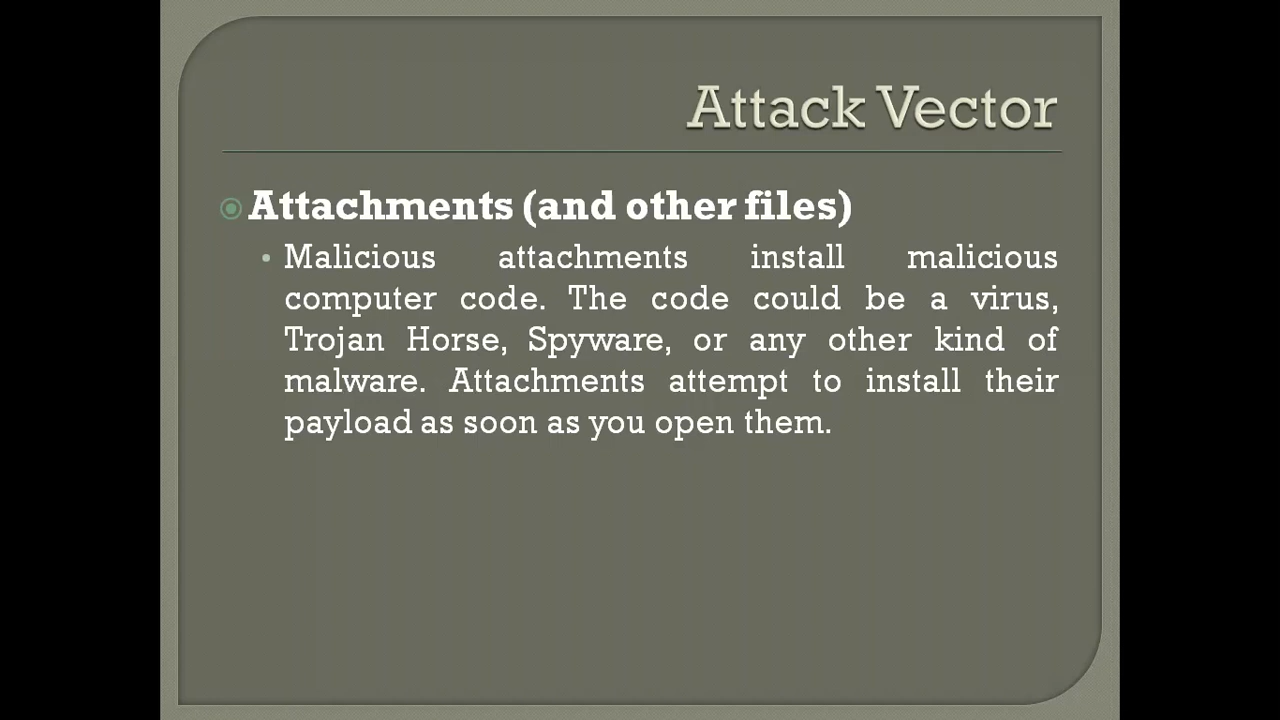 Attack Vector
Attachments (and other files)
Malicious attachments install malicious
computer code. The code could be a virus,
Trojan Horse, Spyware, or any other kind of
malware. Attachments attempt to install their
payload as soon as you open them.